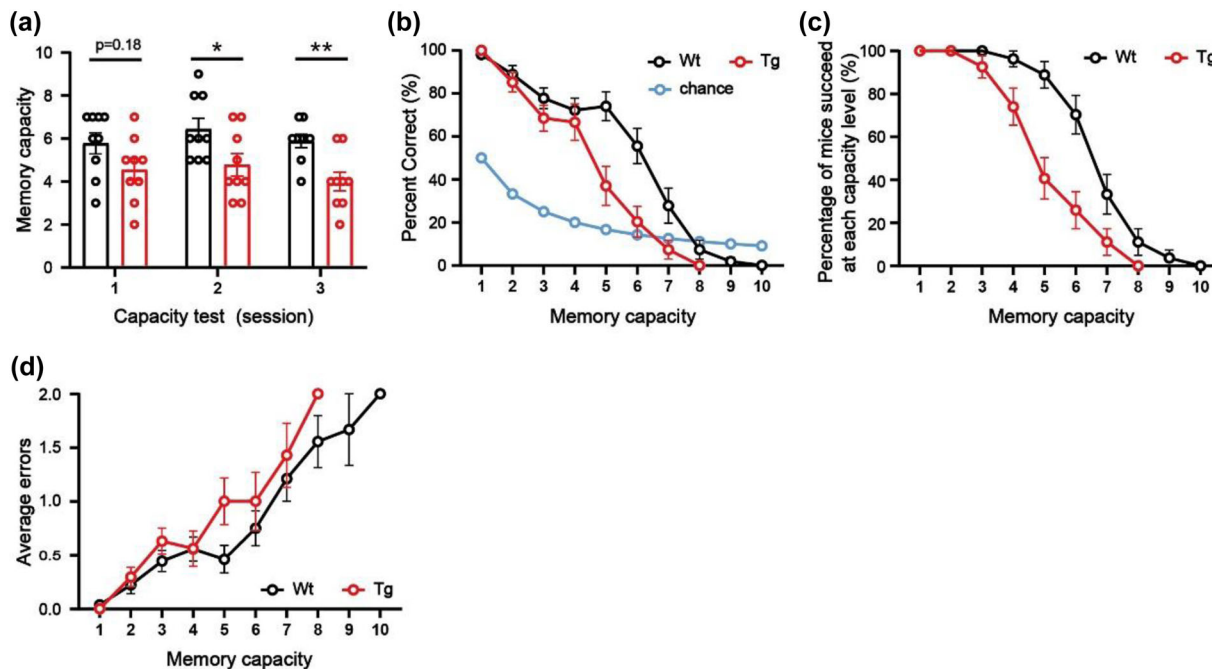 (a)
p=0.18
*
**
10
8
6
4
2
0
Memory capacity
1 2 3
Capacity test (session)
(b)
Wt Tg
chance
100
80
60
40
20
0
Percent Correct (%)
1 2 3 4 5 6 7 8 9 10
Memory capacity
(c)
Wt Tg
100
80
60
40
20
0
Percentage of mice succeed
at each capacity level (%)
1 2 3 4 5 6 7 8 9 10
Memory capacity
(d)
2.0
1.5
1.0
0.5
0.0
Average errors
Wt Tg
1 2 3 4 5 6 7 8 9 10
Memory capacity